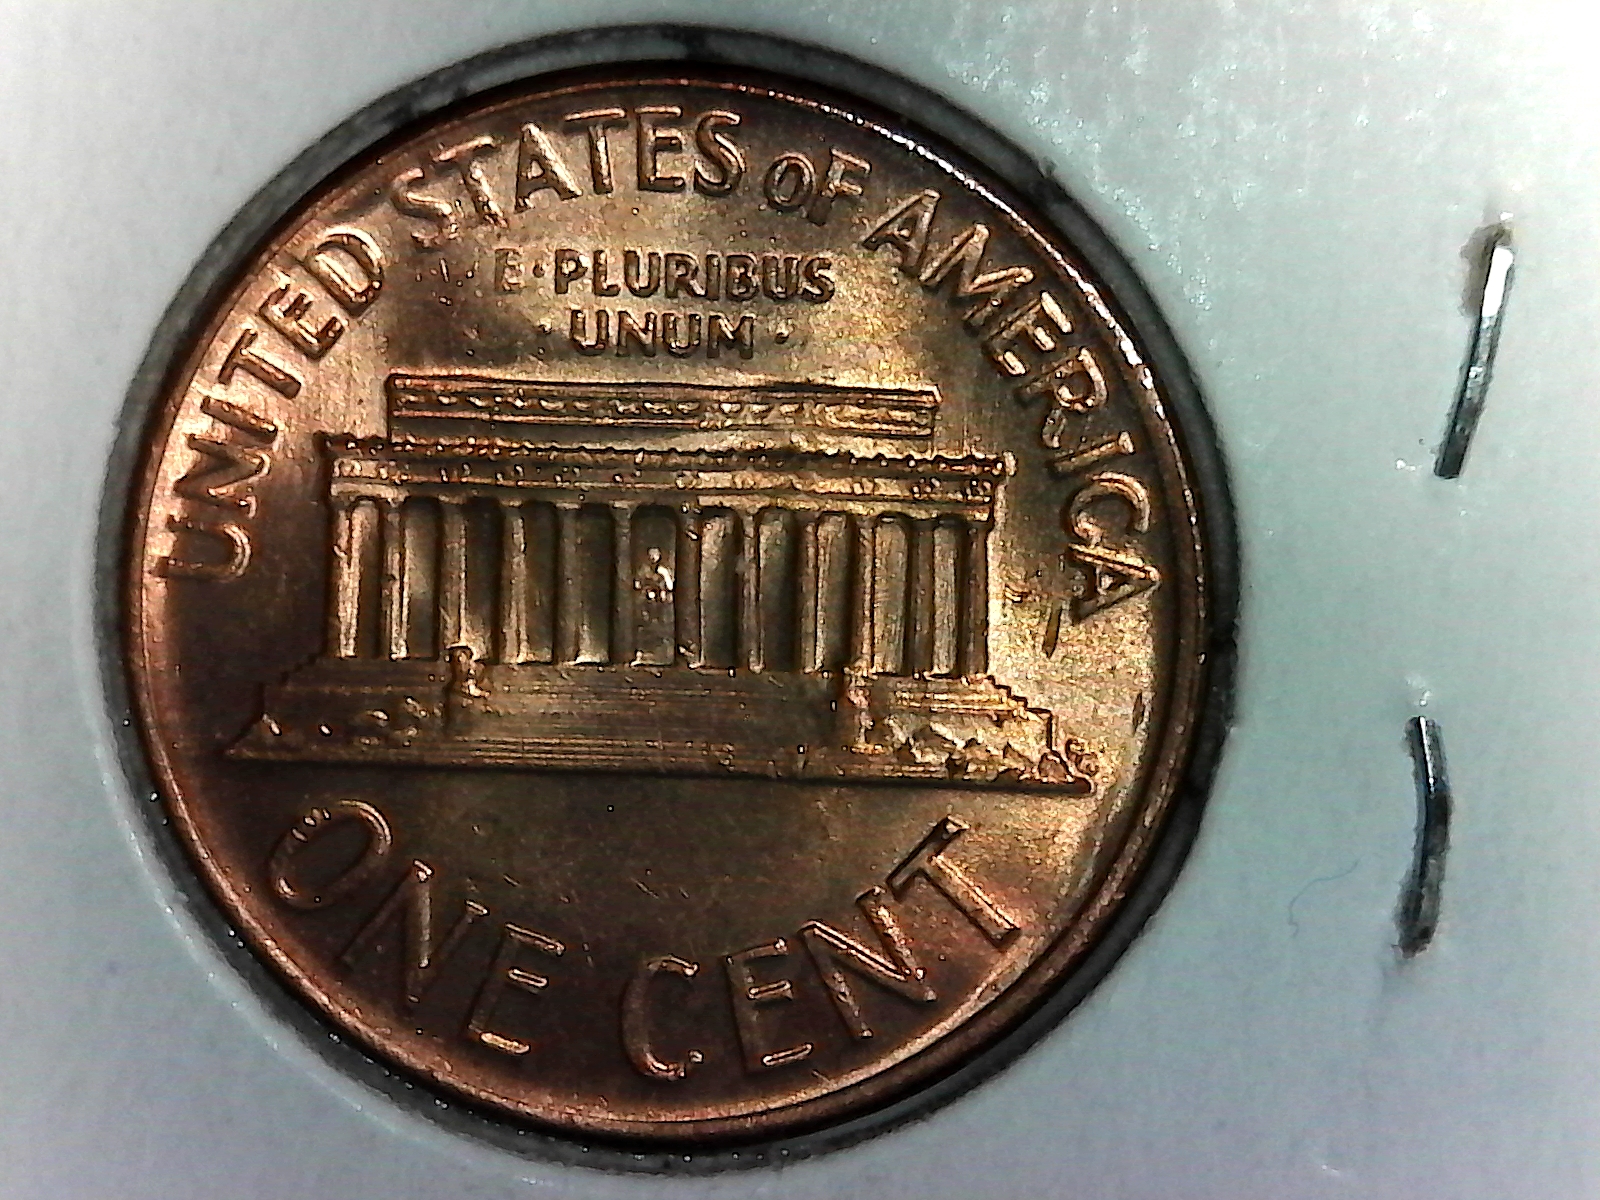 UNITED STATES OF AMERICA
E·PLURIBUS
·UNUM·
ONE CENT